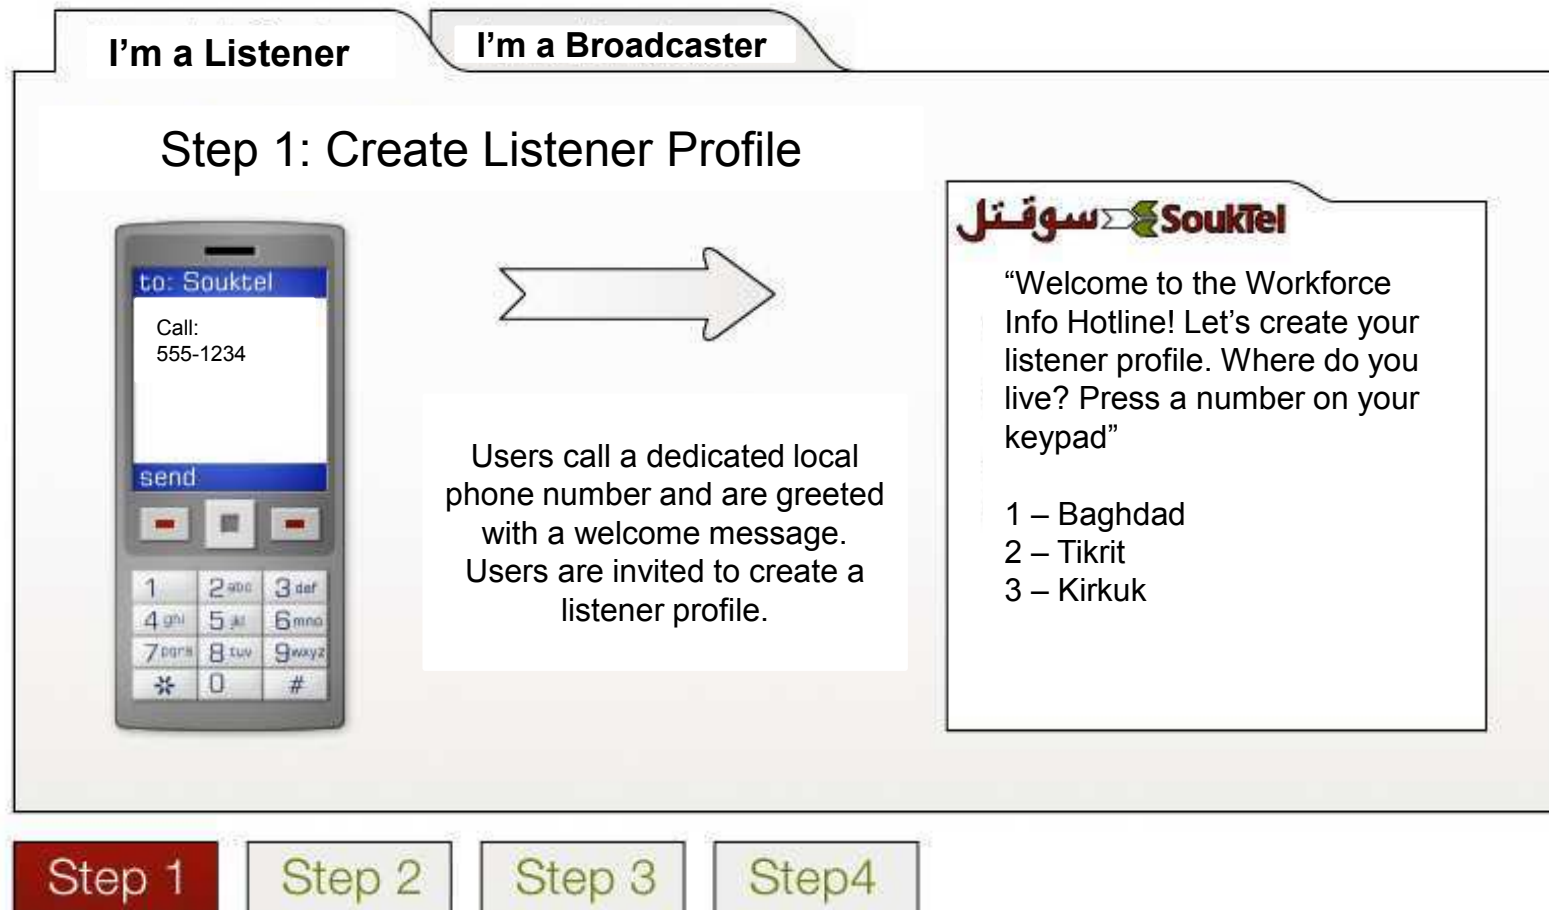 I’m a Listener
I’m a Broadcaster
Step 1: Create Listener Profile
to: Souktel
Call:
555-1234
send
1 2 abc 3 def
4 ghi 5 jkl 6 mno
7 pqrs 8 tuv 9 wxyz
* 0 #
Users call a dedicated local
phone number and are greeted
with a welcome message.
Users are invited to create a
listener profile.
سوقتل SoukTel
“Welcome to the Workforce
Info Hotline! Let’s create your
listener profile. Where do you
live? Press a number on your
keypad”
1 – Baghdad
2 – Tikrit
3 – Kirkuk
Step 1 Step 2 Step 3 Step4